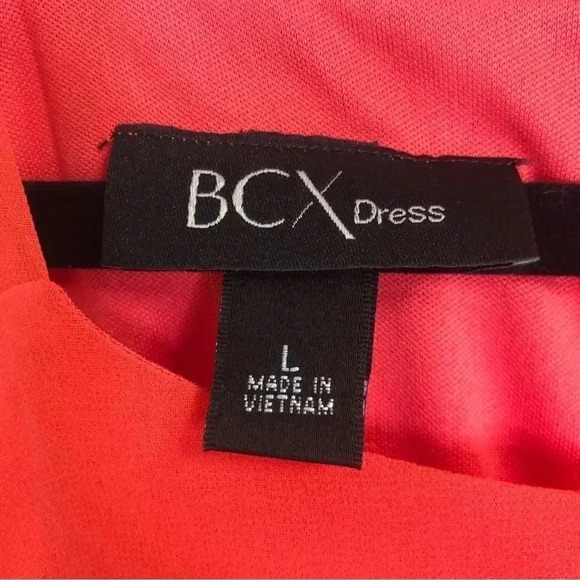 BCX Dress
L
MADE IN
VIETNAM